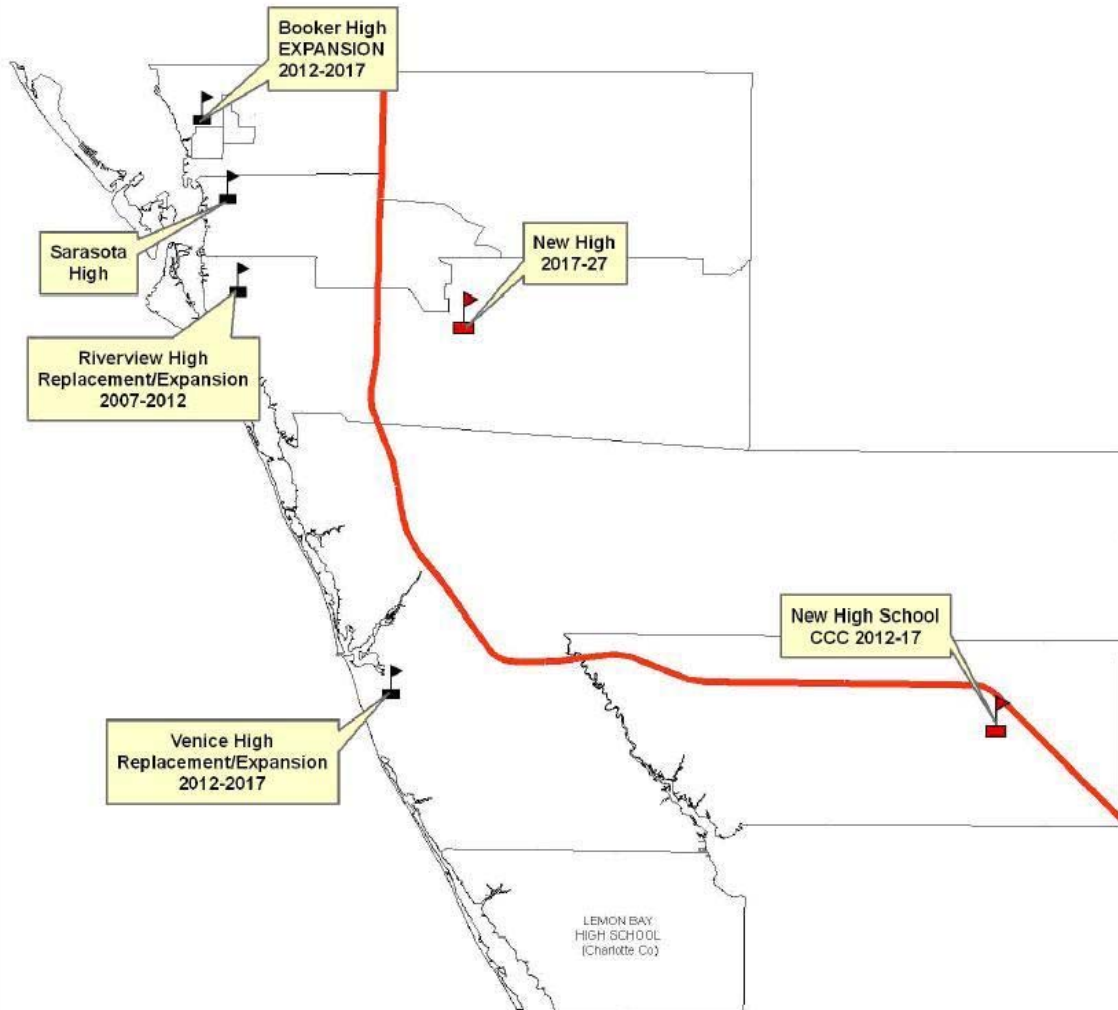 Booker High
EXPANSION
2012-2017
Sarasota
High
New High
2017-27
Riverview High
Replacement/Expansion
2007-2012
New High School
CCC 2012-17
Venice High
Replacement/Expansion
2012-2017
LEMON BAY
HIGH SCHOOL
(Charlotte Co)